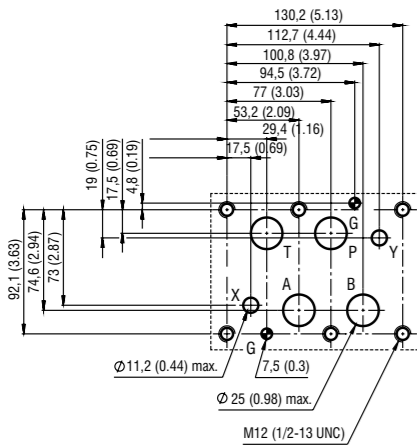 130,2 (5.13)
112,7 (4.44)
100,8 (3.97)
94,5 (3.72)
77 (3.03)
53,2 (2.09)
29,4 (1.16)
17,5 (0.69)
19 (0.75)
17,5 (0.69)
4,8 (0.19)
92,1 (3.63)
74,6 (2.94)
73 (2.87)
G
T P Y
X A B
G
Ø 11,2 (0.44) max.
7,5 (0.3)
Ø 25 (0.98) max.
M12 (1/2-13 UNC)